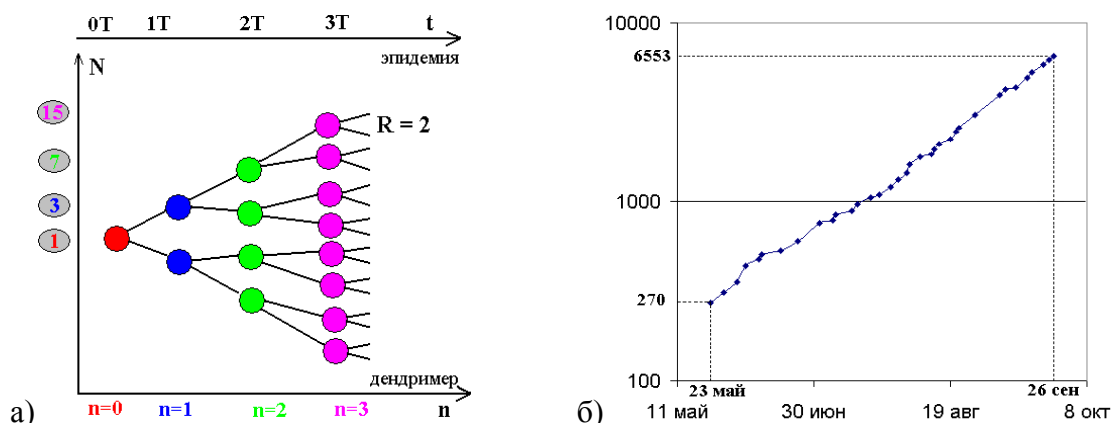 0T 1T 2T 3T t
эпидемия
N
15
R = 2
7
3
1
дендример
а) n=0 n=1 n=2 n=3 n
10000
6553
1000
270
100
23 май 26 сен
б) 11 май 30 июн 19 авг 8 окт